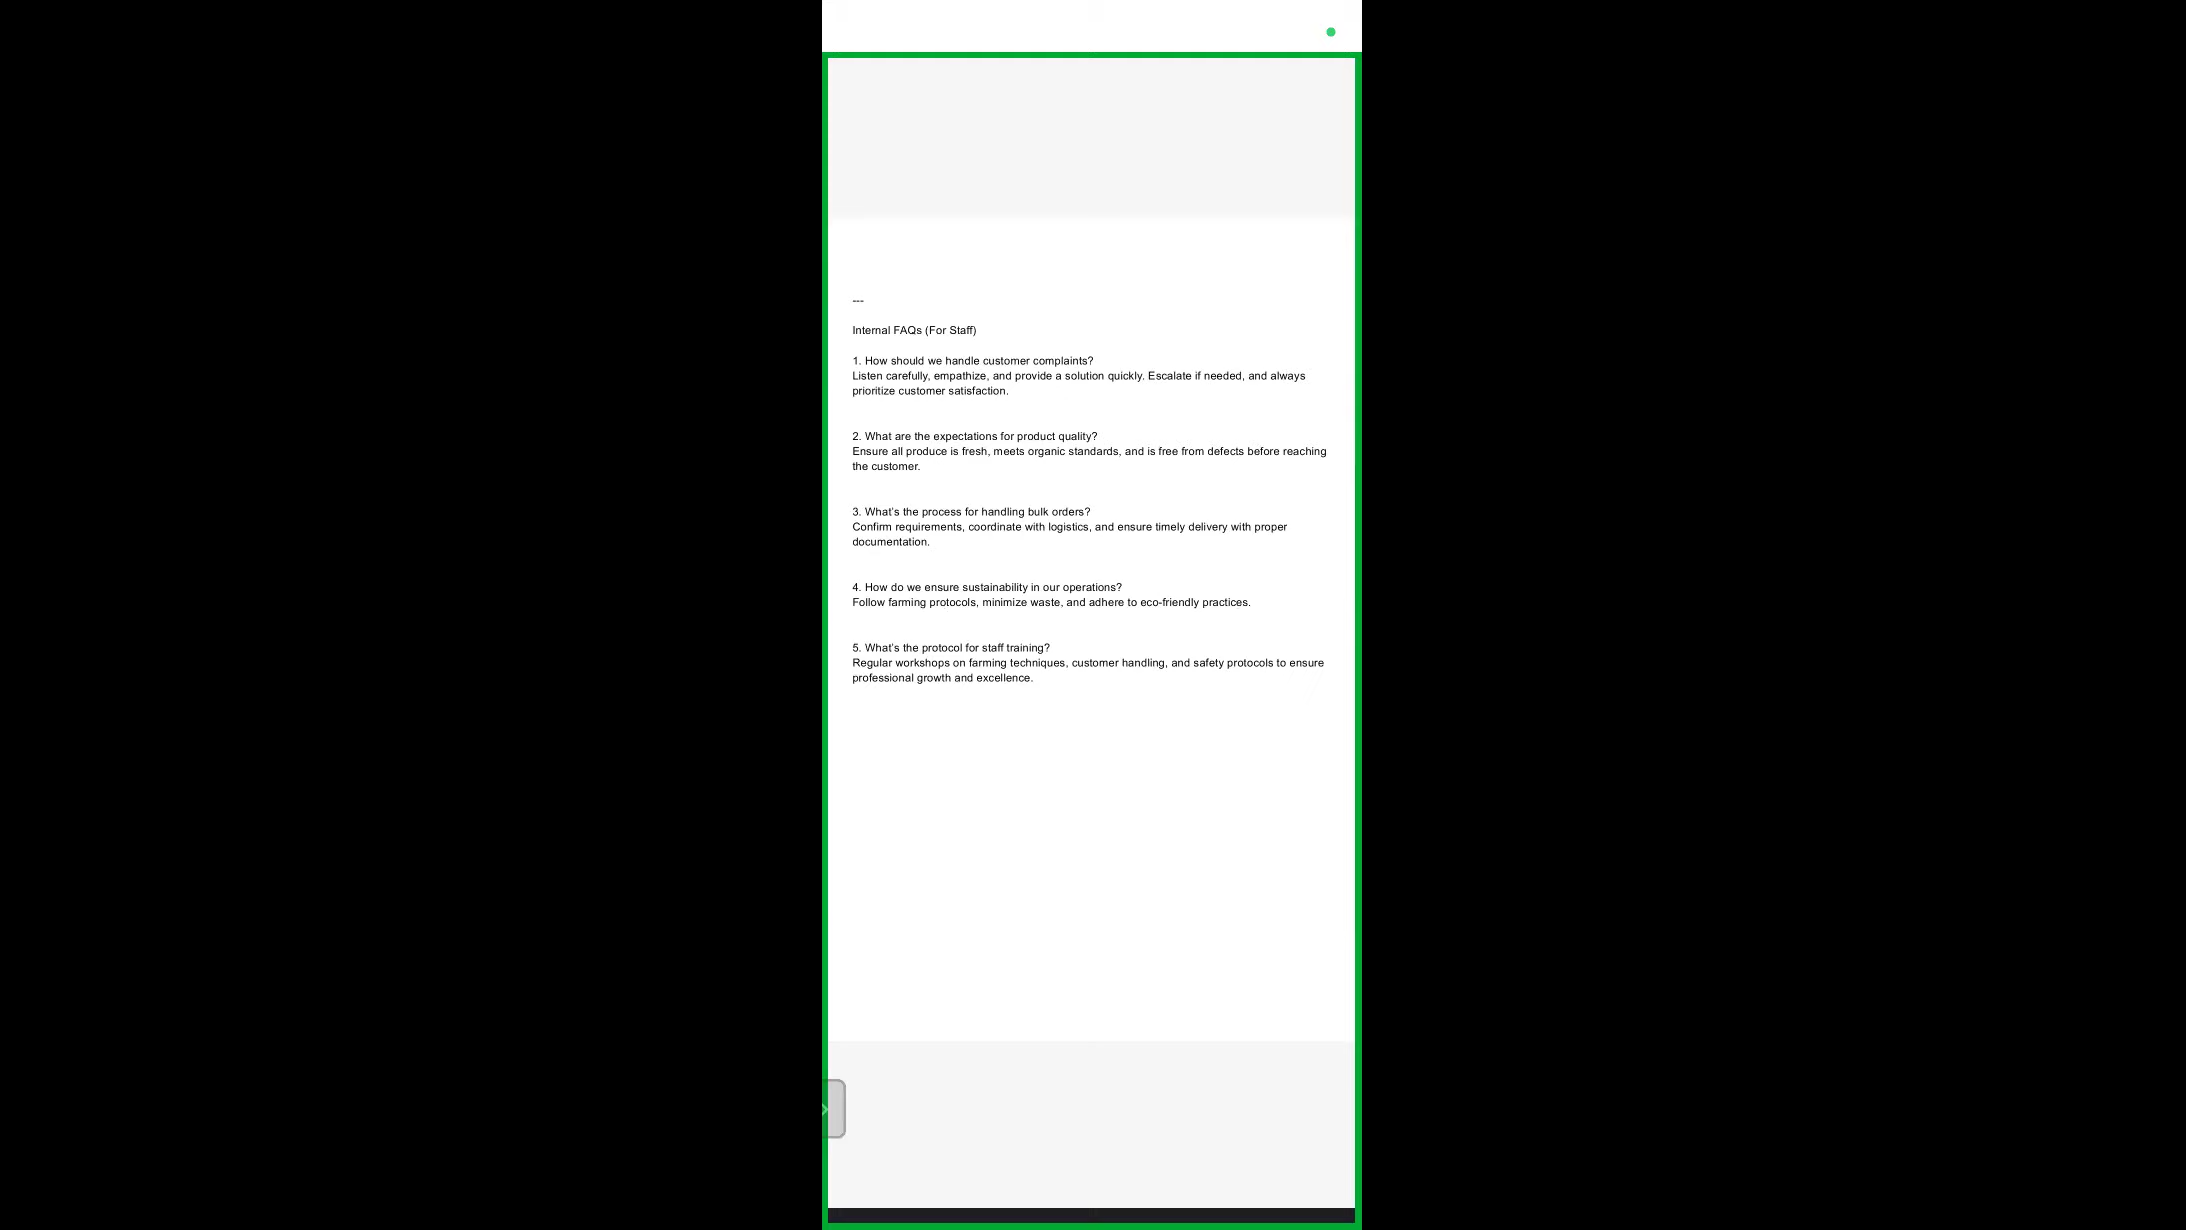 ---
Internal FAQs (For Staff)
1. How should we handle customer complaints?
Listen carefully, empathize, and provide a solution quickly. Escalate if needed, and always
prioritize customer satisfaction.
2. What are the expectations for product quality?
Ensure all produce is fresh, meets organic standards, and is free from defects before reaching
the customer.
3. What's the process for handling bulk orders?
Confirm requirements, coordinate with logistics, and ensure timely delivery with proper
documentation.
4. How do we ensure sustainability in our operations?
Follow farming protocols, minimize waste, and adhere to eco-friendly practices.
5. What's the protocol for staff training?
Regular workshops on farming techniques, customer handling, and safety protocols to ensure
professional growth and excellence.